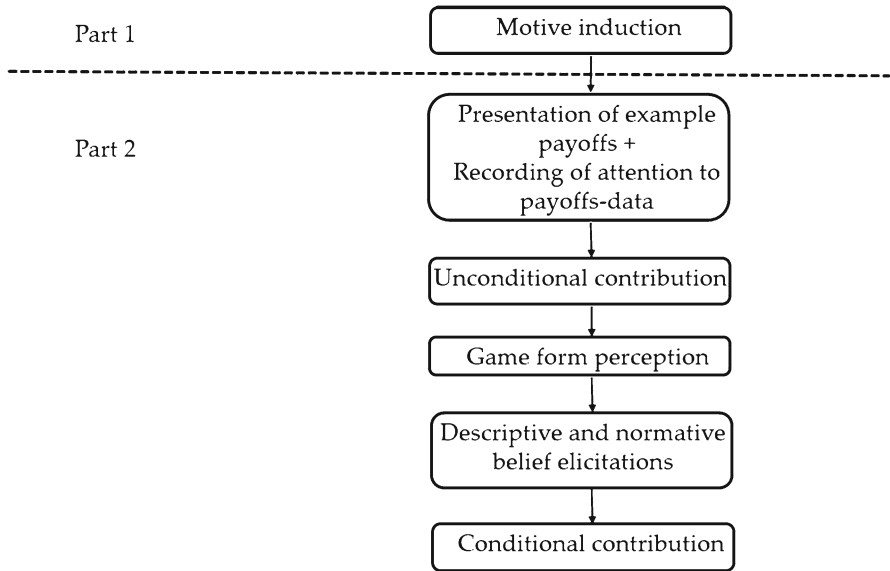 Part 1
Motive induction
Part 2
Presentation of example
payoffs +
Recording of attention to
payoffs-data
Unconditional contribution
Game form perception
Descriptive and normative
belief elicitations
Conditional contribution